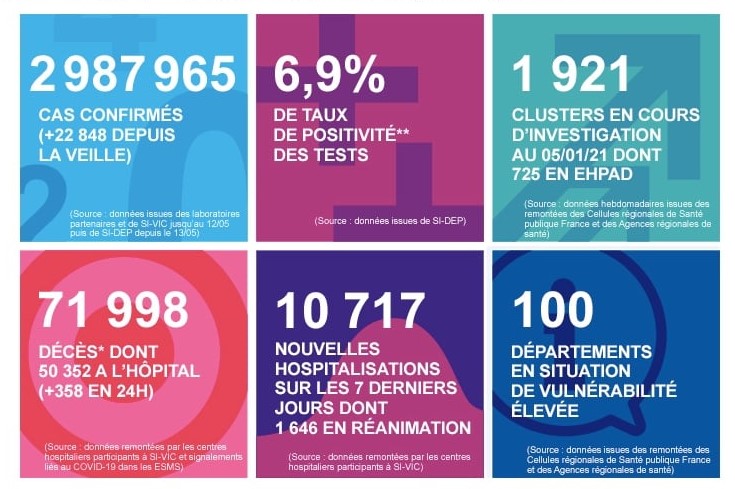 2 987 965
CAS CONFIRMÉS
(+22 848 DEPUIS
LA VEILLE)
(Source : données issues des laboratoires
partenaires et de SI-VIC jusqu'au 12/05
puis de SI-DEP depuis le 13/05)
6,9%
DE TAUX
DE POSITIVITÉ**
DES TESTS
(Source : données issues de SI-DEP)
1 921
CLUSTERS EN COURS
D'INVESTIGATION
AU 05/01/21 DONT
725 EN EHPAD
(Source : données hebdomadaires issues des
remontées des Cellules régionales de Santé
publique France et des Agences régionales de
santé)
71 998
DÉCÈS* DONT
50 352 A L'HÔPITAL
(+358 EN 24H)
(Source : données remontées par les centres
hospitaliers participants à SI-VIC et signalements
liés au COVID-19 dans les ESMS)
10 717
NOUVELLES
HOSPITALISATIONS
SUR LES 7 DERNIERS
JOURS DONT
1 646 EN RÉANIMATION
(Source : données remontées par les centres
hospitaliers participants à SI-VIC)
100
DÉPARTEMENTS
EN SITUATION
DE VULNÉRABILITÉ
ÉLEVÉE
(Source : données issues des remontées des
Cellules régionales de Santé publique France
et des Agences régionales de santé)